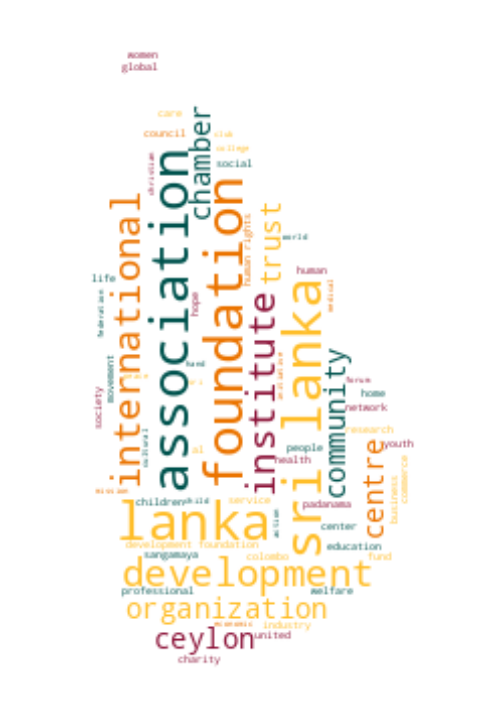 women
global
care
council
club
college
christian
chamber
social
association
foundation
international
human rights
trust
world
human
medical
life
federation
hope
institute
sri lanka
community
movement
society
hand
forum
home
network
research
cultural
al
people
health
centre
youth
business
commerce
mission
children
child
service
padanama
lanka
action
center
development foundation
education
sangamaya
colombo
fund
development
professional
welfare
organization
economic
industry
ceylon
united
charity